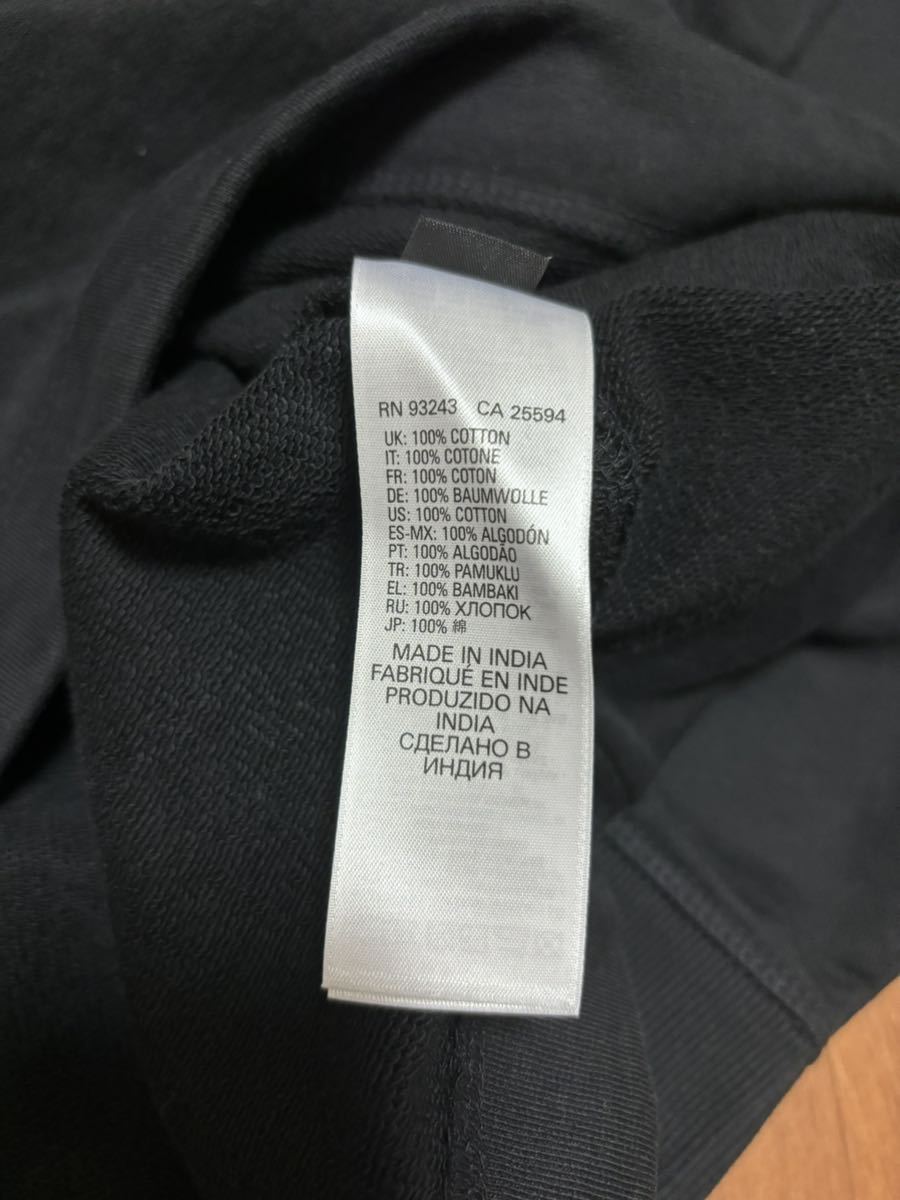 RN 93243 CA 25594
UK: 100% COTTON
IT: 100% COTONE
FR: 100% COTON
DE: 100% BAUMWOLLE
US: 100% COTTON
ES-MX: 100% ALGODÓN
PT: 100% ALGODÃO
TR: 100% PAMUKLU
EL: 100% BAMBAKI
RU: 100% ХЛОПОК
JP: 100% 綿
MADE IN INDIA
FABRIQUÉ EN INDE
PRODUZIDO NA
INDIA
СДЕЛАНО В
ИНДИЯ